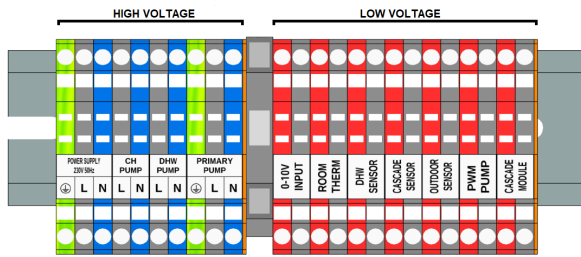 HIGH VOLTAGE
LOW VOLTAGE
POWER SUPPLY
230V 50Hz
CH
PUMP
DHW
PUMP
PRIMARY
PUMP
L N L N L N L N
0-10V
INPUT
ROOM
THERM
DHW
SENSOR
CASCADE
SENSOR
OUTDOOR
SENSOR
PWM
PUMP
CASCADE
MODULE